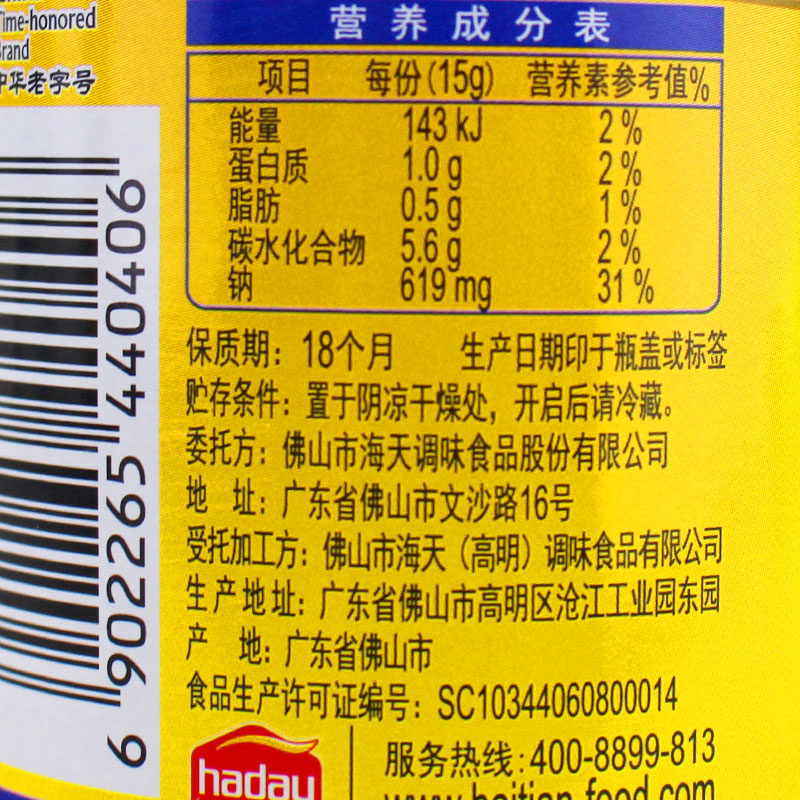 Time-honored
Brand
中华老字号
6902265440406
营养成分表
项目 每份(15g) 营养素参考值%
能量 143 kJ 2%
蛋白质 1.0 g 2%
脂肪 0.5 g 1%
碳水化合物 5.6 g 2%
钠 619 mg 31%
保质期：18个月 生产日期印于瓶盖或标签
贮存条件：置于阴凉干燥处，开启后请冷藏。
委托方：佛山市海天调味食品股份有限公司
地 址：广东省佛山市文沙路16号
受托加工方：佛山市海天（高明）调味食品有限公司
生产地址：广东省佛山市高明区沧江工业园东园
产 地：广东省佛山市
食品生产许可证编号：SC10344060800014
haday
服务热线:400-8899-813
www.haitian-food.com